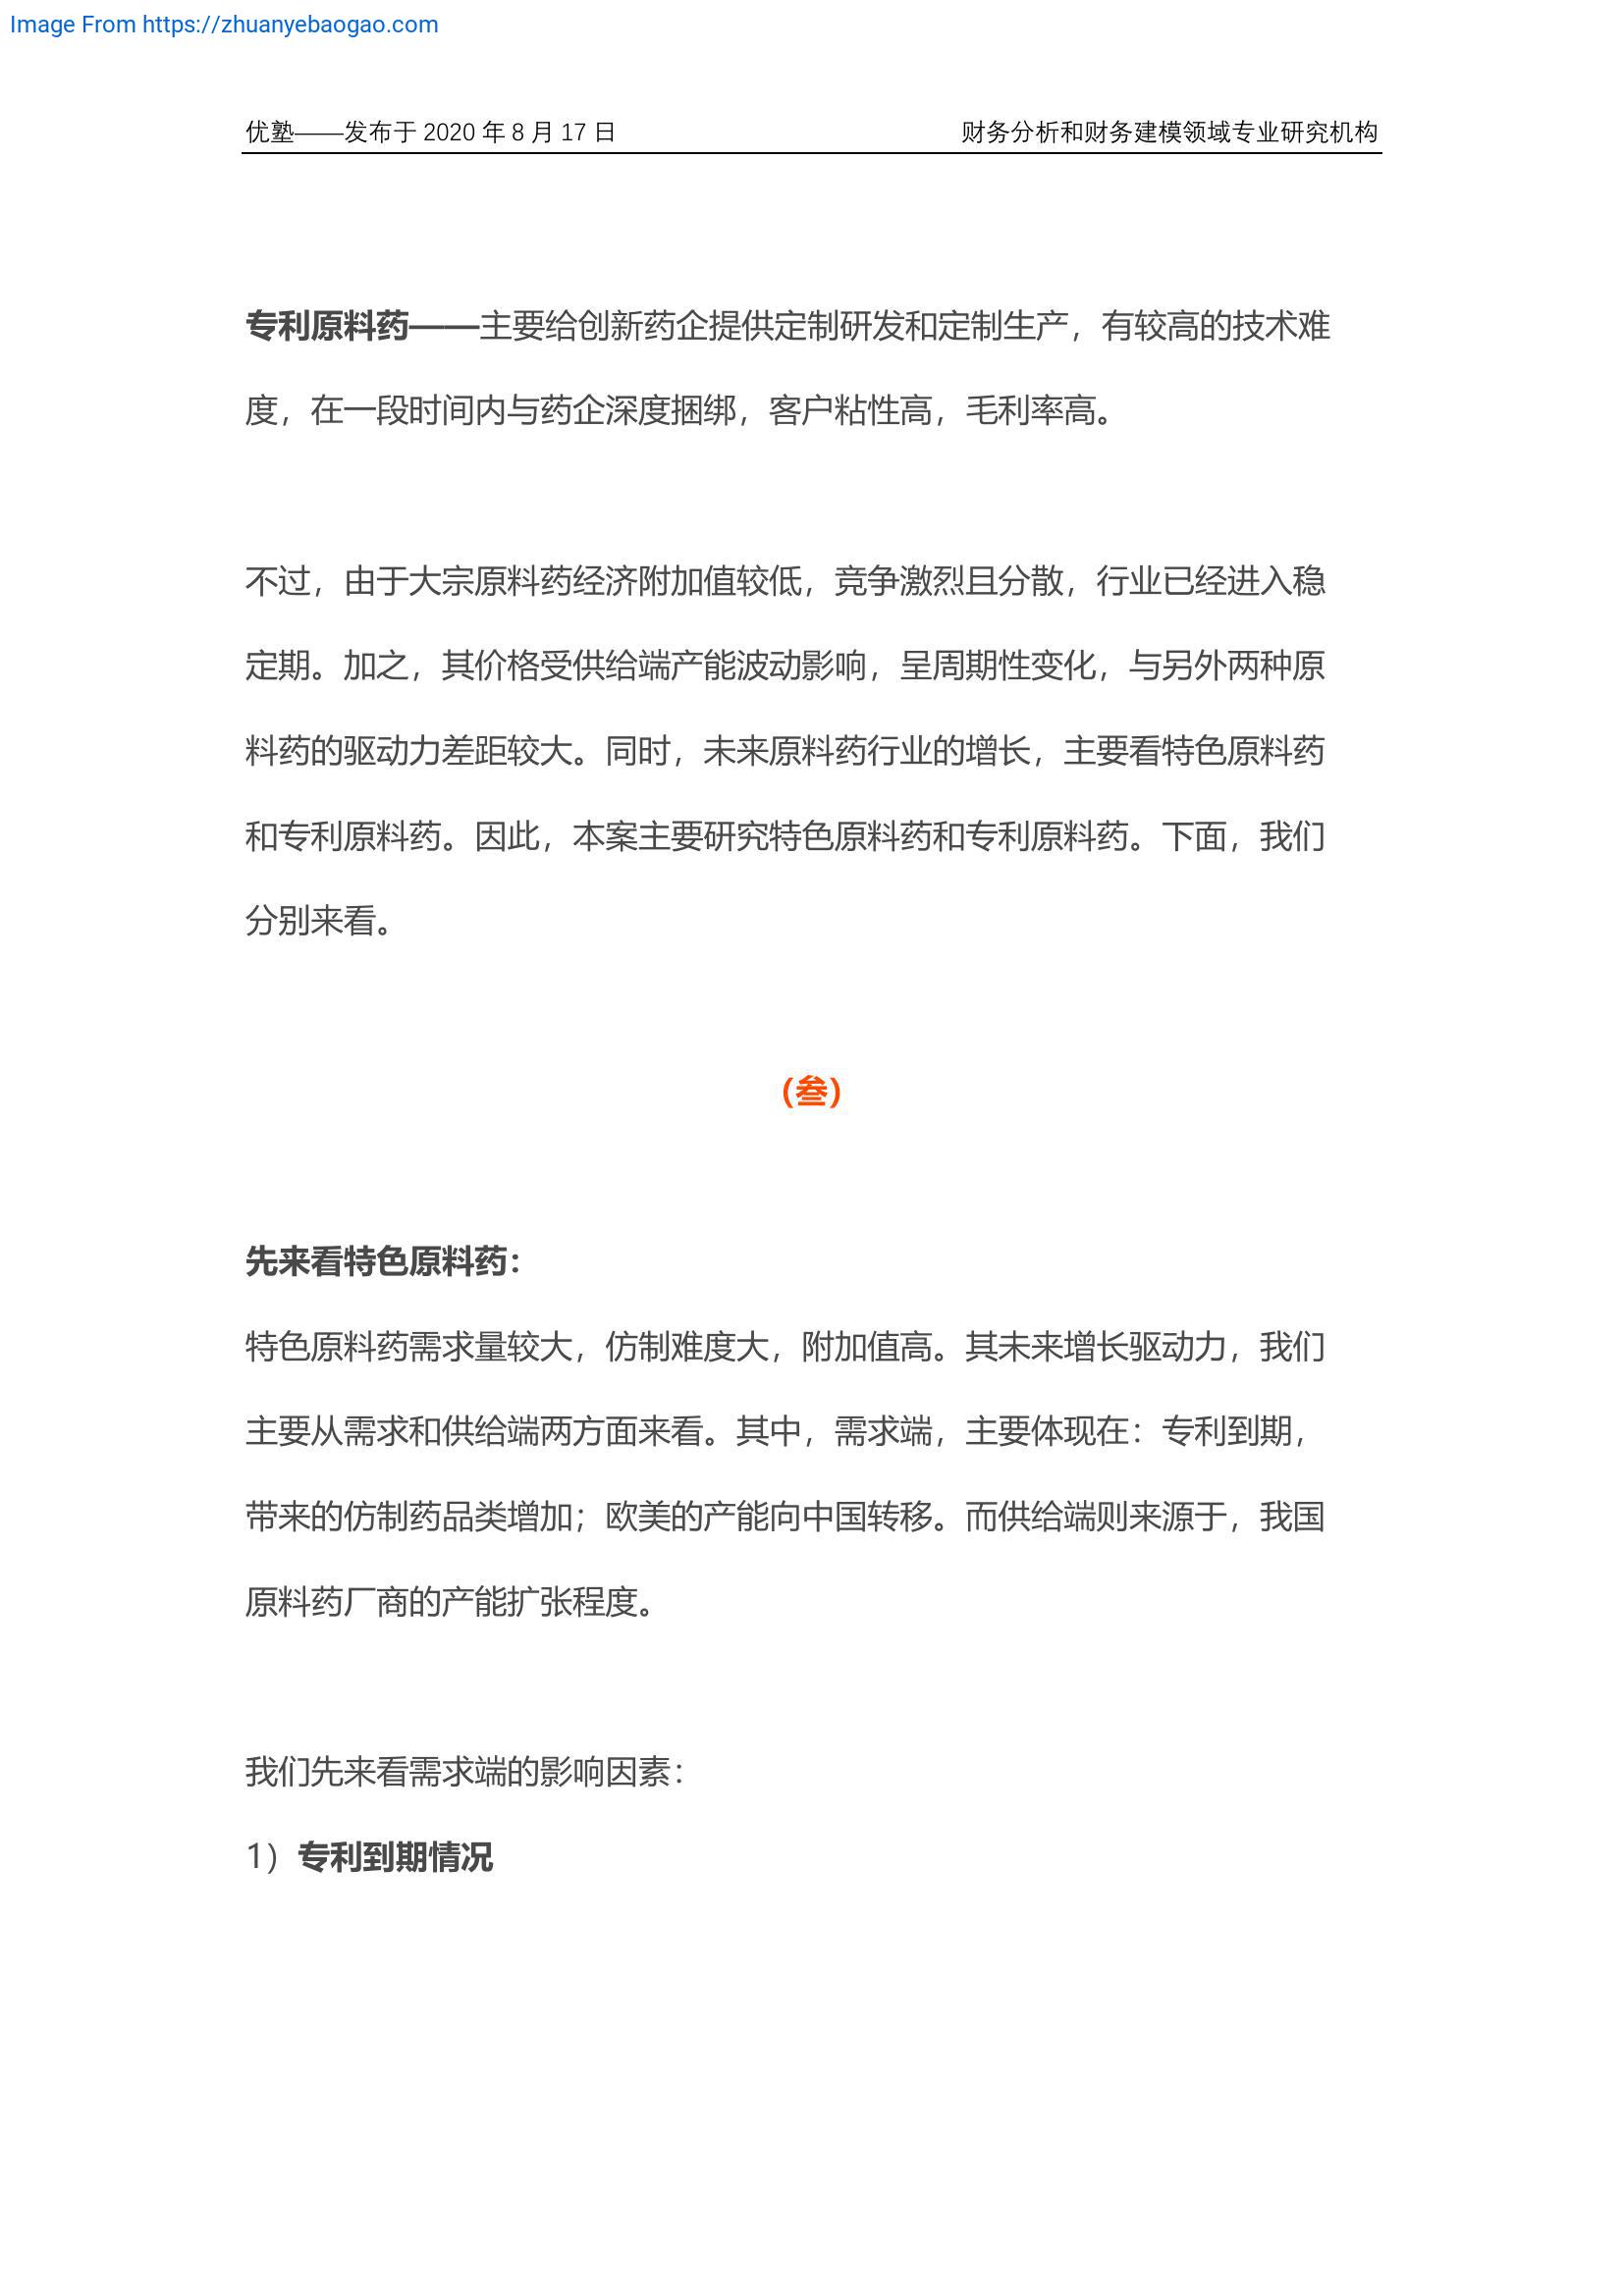 Image From https://zhuanyebaogao.com
优塾——发布于 2020 年 8 月 17 日 财务分析和财务建模领域专业研究机构
专利原料药——主要给创新药企提供定制研发和定制生产，有较高的技术难
度，在一段时间内与药企深度捆绑，客户粘性高，毛利率高。
不过，由于大宗原料药经济附加值较低，竞争激烈且分散，行业已经进入稳
定期。加之，其价格受供给端产能波动影响，呈周期性变化，与另外两种原
料药的驱动力差距较大。同时，未来原料药行业的增长，主要看特色原料药
和专利原料药。因此，本案主要研究特色原料药和专利原料药。下面，我们
分别来看。
（叁）
先来看特色原料药：
特色原料药需求量较大，仿制难度大，附加值高。其未来增长驱动力，我们
主要从需求和供给端两方面来看。其中，需求端，主要体现在：专利到期，
带来的仿制药品类增加；欧美的产能向中国转移。而供给端则来源于，我国
原料药厂商的产能扩张程度。
我们先来看需求端的影响因素：
1）专利到期情况